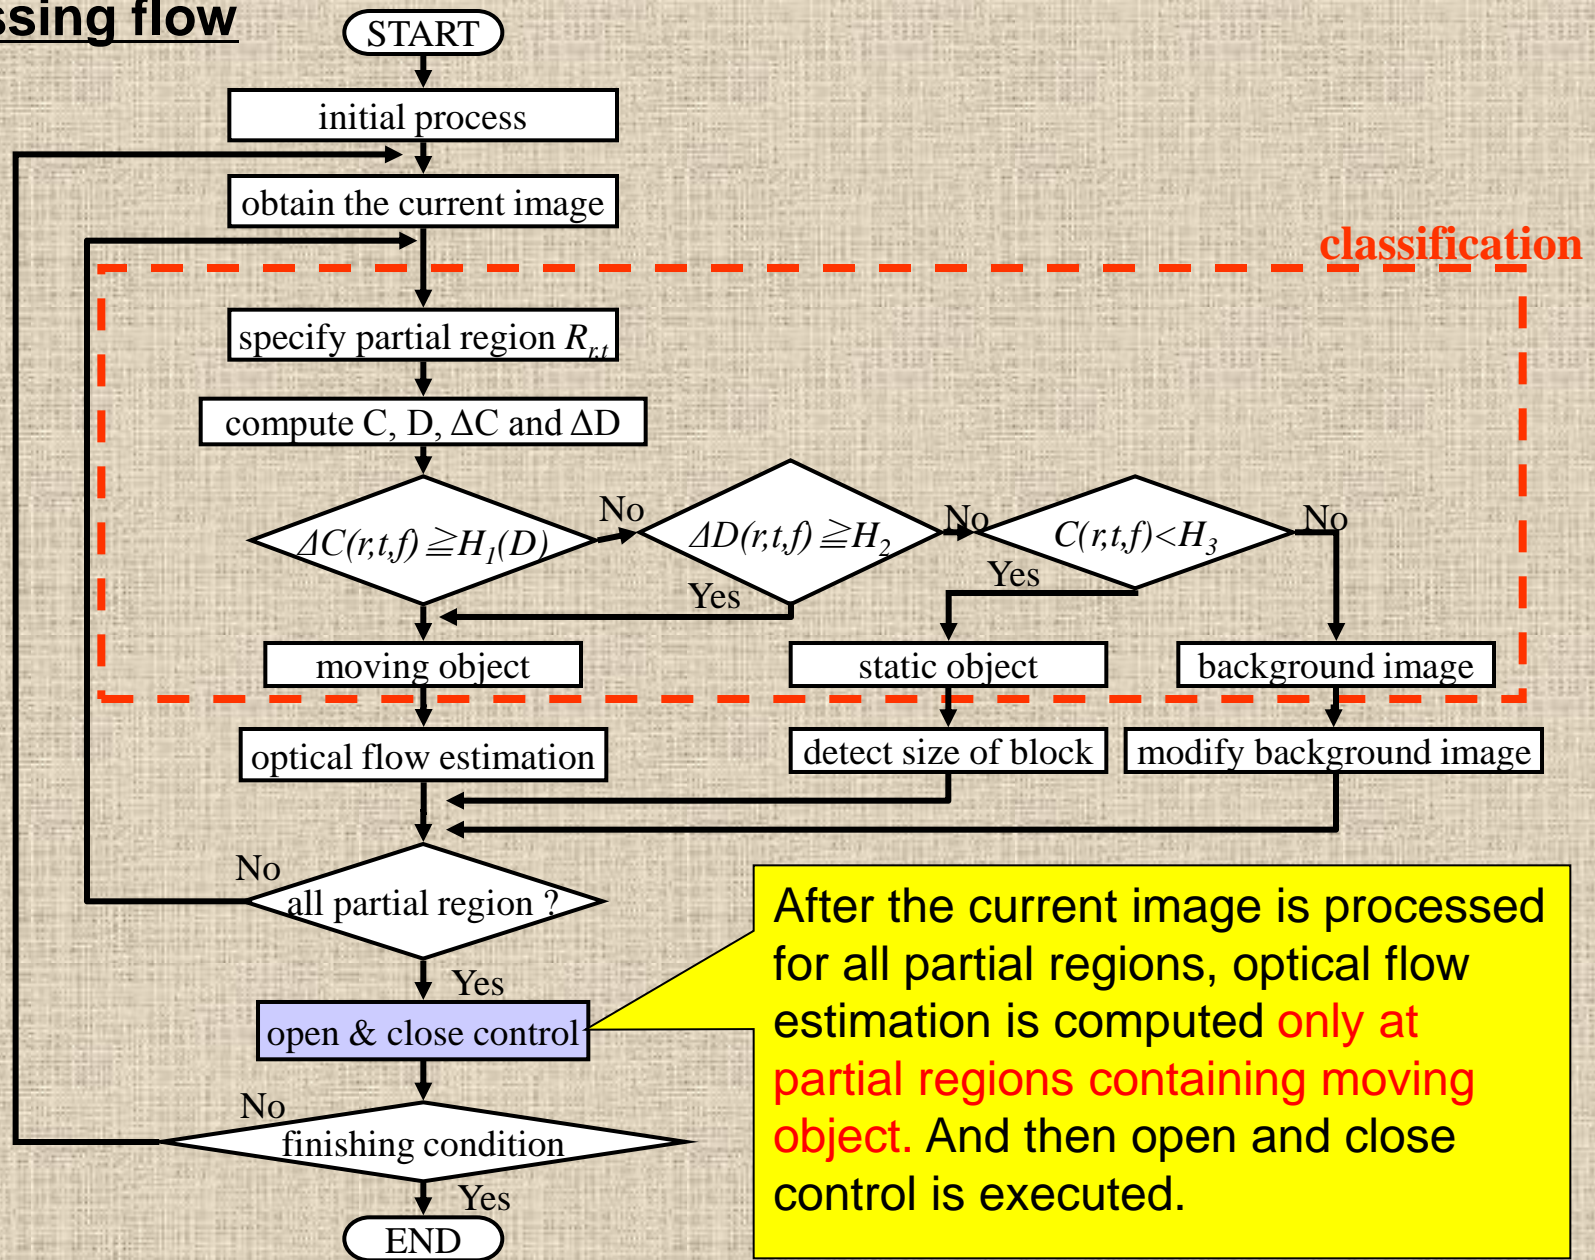 ssing flow
START
initial process
obtain the current image
classification
specify partial region R_{r,t}
compute C, D, ΔC and ΔD
ΔC(r,t,f) ≧H_1(D)
No
ΔD(r,t,f) ≧H_2
No
C(r,t,f)<H_3
No
Yes
Yes
moving object
static object
background image
optical flow estimation
detect size of block
modify background image
No
all partial region ?
Yes
open & close control
After the current image is processed
for all partial regions, optical flow
estimation is computed only at
partial regions containing moving
object. And then open and close
control is executed.
No
finishing condition
Yes
END